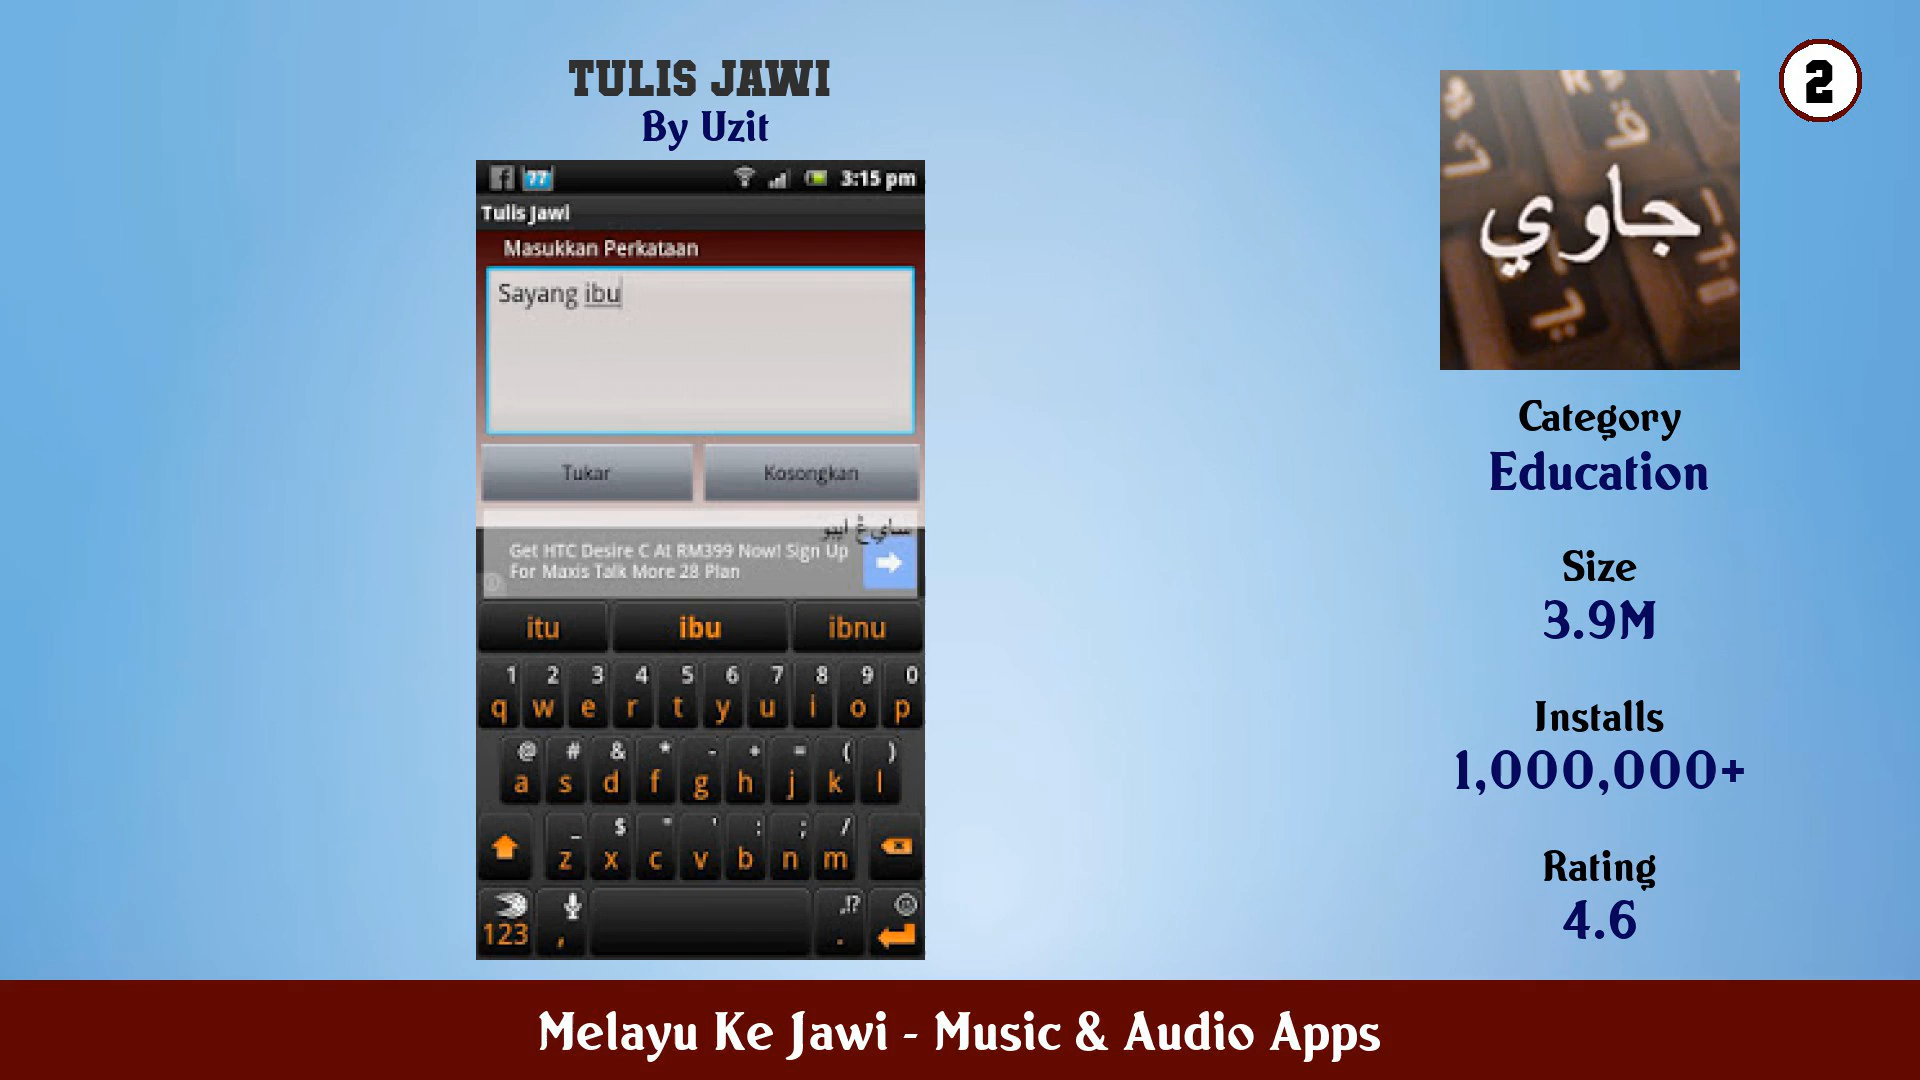 TULIS JAWI
By Uzit
2
77
3:15 pm
Tulis Jawi
Masukkan Perkataan
Sayang ibu
Tukar
Kosongkan
ساي݂ڠ ايبو
Get HTC Desire C At RM399 Now! Sign Up
For Maxis Talk More 28 Plan
itu ibu ibnu
1 2 3 4 5 6 7 8 9 0
q w e r t y u i o p
@ # & * - + = ( )
a s d f g h j k l
_ $ " ' : ; /
z x c v b n m
,!?
123 , .
جاوي
Category
Education
Size
3.9M
Installs
1,000,000+
Rating
4.6
Melayu Ke Jawi - Music & Audio Apps